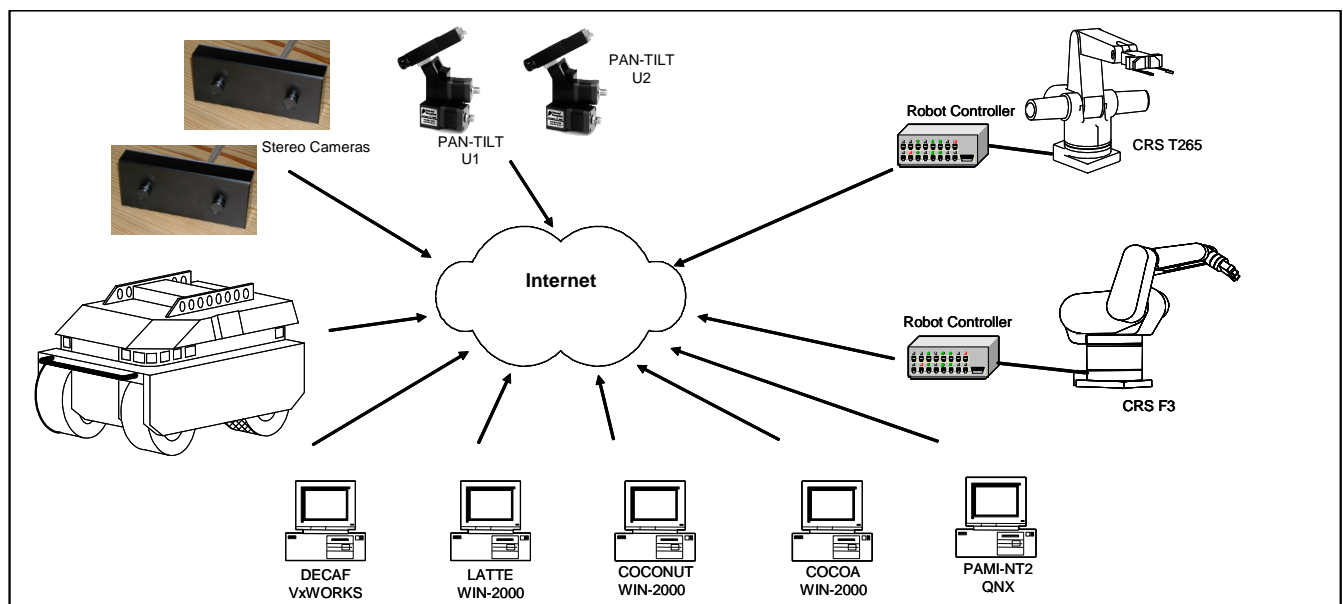 PAN-TILT
U2
PAN-TILT
U1
Stereo Cameras
Robot Controller
CRS T265
Internet
Robot Controller
CRS F3
DECAF
VxWORKS
LATTE
WIN-2000
COCONUT
WIN-2000
COCOA
WIN-2000
PAMI-NT2
QNX